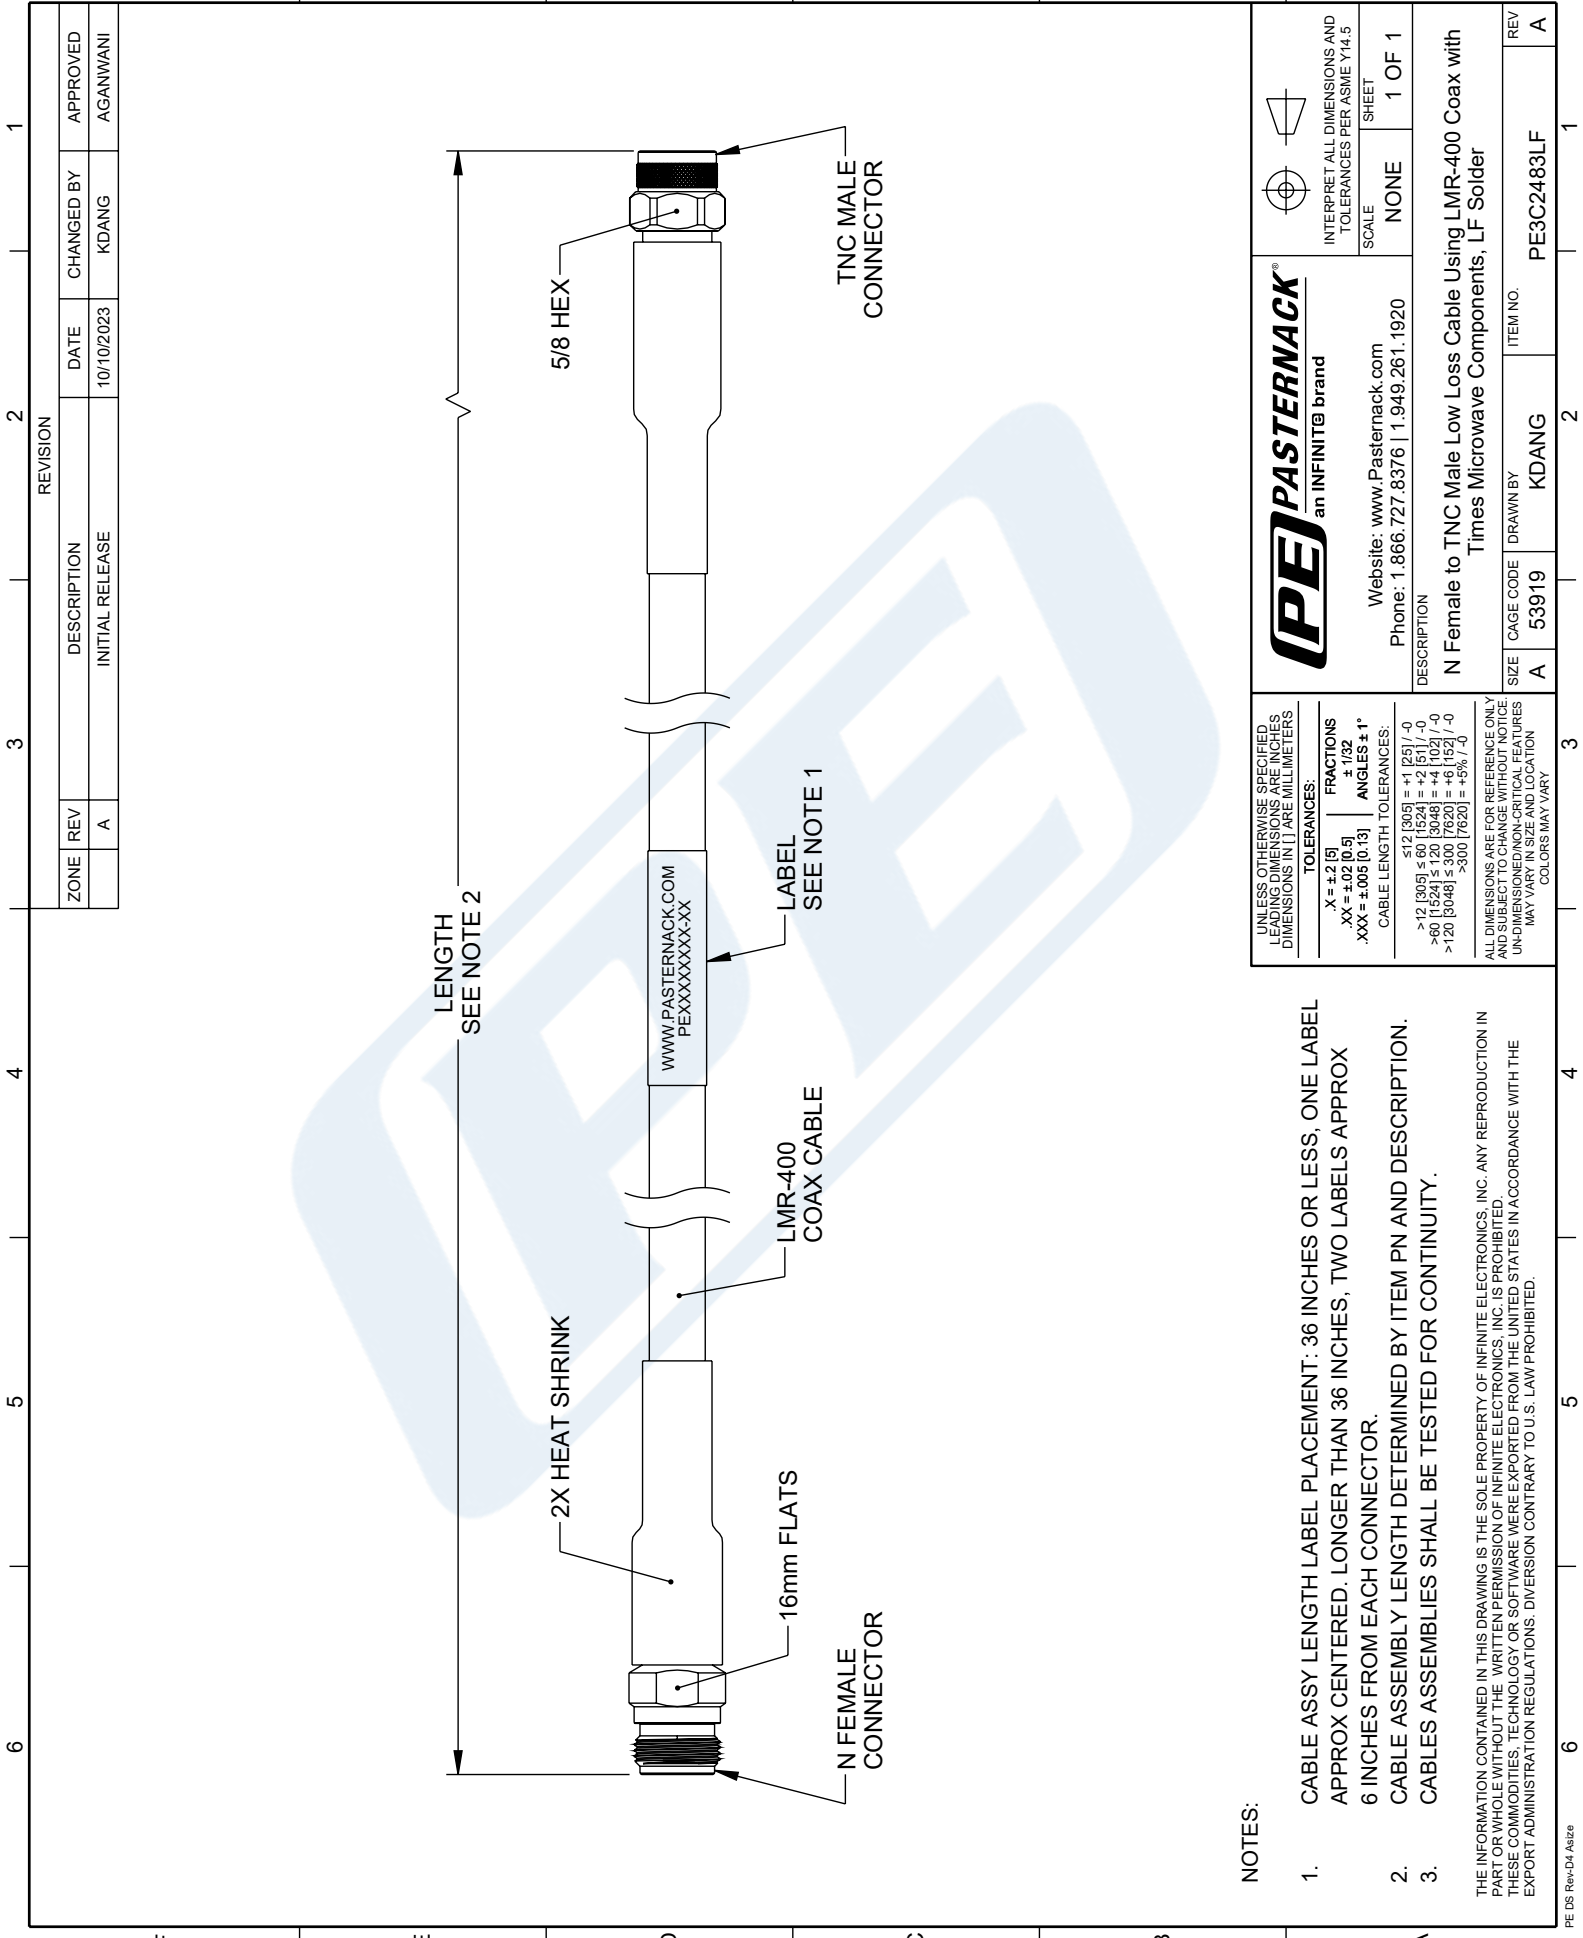 6 5 4 3 2 1
REVISION
ZONE REV DESCRIPTION DATE CHANGED BY APPROVED
A INITIAL RELEASE 10/10/2023 KDANG AGANWANI
LENGTH
SEE NOTE 2
2X HEAT SHRINK
5/8 HEX
WWW.PASTERNACK.COM
PEXXXXXXXX-XX
16mm FLATS
LMR-400
COAX CABLE
LABEL
SEE NOTE 1
N FEMALE
CONNECTOR
TNC MALE
CONNECTOR
NOTES:
1. CABLE ASSY LENGTH LABEL PLACEMENT: 36 INCHES OR LESS, ONE LABEL
APPROX CENTERED. LONGER THAN 36 INCHES, TWO LABELS APPROX
6 INCHES FROM EACH CONNECTOR.
2. CABLE ASSEMBLY LENGTH DETERMINED BY ITEM PN AND DESCRIPTION.
3. CABLES ASSEMBLIES SHALL BE TESTED FOR CONTINUITY.
THE INFORMATION CONTAINED IN THIS DRAWING IS THE SOLE PROPERTY OF INFINITE ELECTRONICS, INC. ANY REPRODUCTION IN
PART OR WHOLE WITHOUT THE WRITTEN PERMISSION OF INFINITE ELECTRONICS, INC. IS PROHIBITED.
THESE COMMODITIES, TECHNOLOGY OR SOFTWARE WERE EXPORTED FROM THE UNITED STATES IN ACCORDANCE WITH THE
EXPORT ADMINISTRATION REGULATIONS. DIVERSION CONTRARY TO U.S. LAW PROHIBITED.
UNLESS OTHERWISE SPECIFIED
LEADING DIMENSIONS ARE INCHES
DIMENSIONS IN [ ] ARE MILLIMETERS
TOLERANCES:
.X = ±.2 [5] FRACTIONS
.XX = ±.02 [0.5] ± 1/32
.XXX = ±.005 [0.13] ANGLES ± 1°
CABLE LENGTH TOLERANCES:
≤12 [305] = +1 [25] / -0
>12 [305] ≤ 60 [1524] = +2 [51] / -0
>60 [1524] ≤ 120 [3048] = +4 [102] / -0
>120 [3048] ≤ 300 [7620] = +6 [152] / -0
>300 [7620] = +5% / -0
ALL DIMENSIONS ARE FOR REFERENCE ONLY
AND SUBJECT TO CHANGE WITHOUT NOTICE.
UN-DIMENSIONED/NON-CRITICAL FEATURES
MAY VARY IN SIZE AND LOCATION
COLORS MAY VARY
PE PASTERNACK®
an INFINITE brand
Website: www.Pasternack.com
Phone: 1.866.727.8376 | 1.949.261.1920
INTERPRET ALL DIMENSIONS AND
TOLERANCES PER ASME Y14.5
SCALE NONE SHEET 1 OF 1
DESCRIPTION
N Female to TNC Male Low Loss Cable Using LMR-400 Coax with
Times Microwave Components, LF Solder
SIZE A CAGE CODE 53919 DRAWN BY KDANG ITEM NO. PE3C2483LF REV A
6 5 4 3 2 1
PE DS Rev-D4 Asize